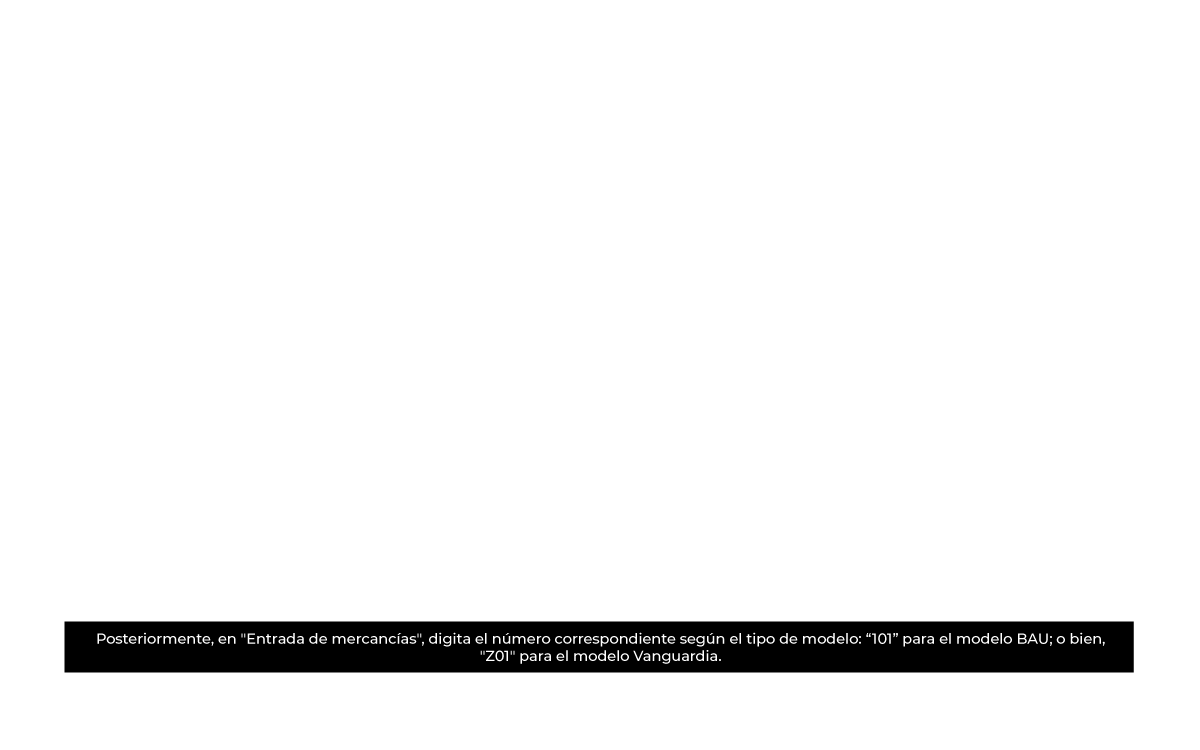 Posteriormente, en "Entrada de mercancías", digita el número correspondiente según el tipo de modelo: “101” para el modelo BAU; o bien,
"Z01" para el modelo Vanguardia.